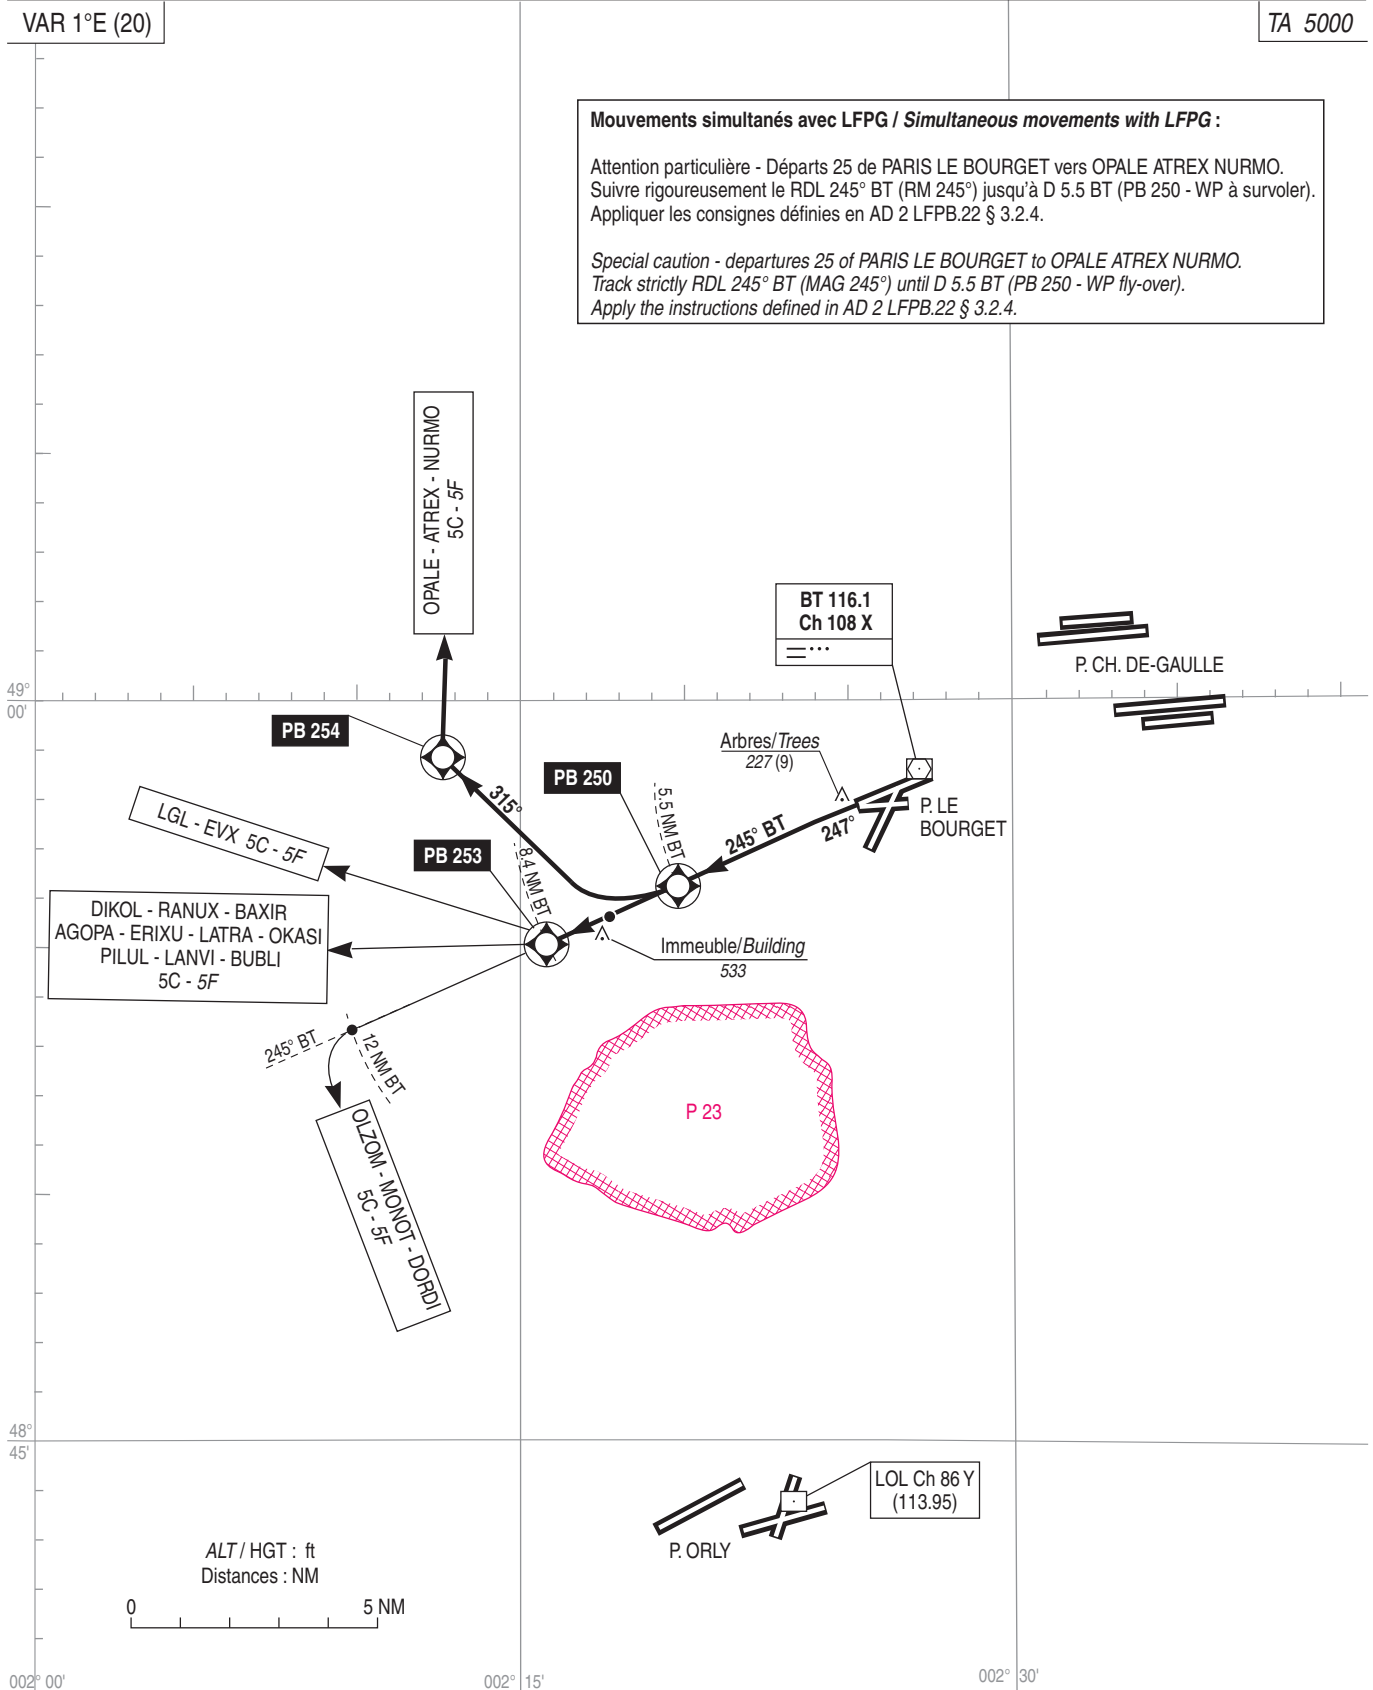 VAR 1°E (20)
TA 5000
Mouvements simultanés avec LFPG / Simultaneous movements with LFPG :
Attention particulière - Départs 25 de PARIS LE BOURGET vers OPALE ATREX NURMO.
Suivre rigoureusement le RDL 245° BT (RM 245°) jusqu'à D 5.5 BT (PB 250 - WP à survoler).
Appliquer les consignes définies en AD 2 LFPB.22 § 3.2.4.
Special caution - departures 25 of PARIS LE BOURGET to OPALE ATREX NURMO.
Track strictly RDL 245° BT (MAG 245°) until D 5.5 BT (PB 250 - WP fly-over).
Apply the instructions defined in AD 2 LFPB.22 § 3.2.4.
OPALE - ATREX - NURMO
5C - 5F
BT 116.1
Ch 108 X
P. CH. DE-GAULLE
49°
00'
PB 254
Arbres/Trees
227 (9)
PB 250
315°
5.5 NM BT
P. LE
BOURGET
245° BT
247°
LGL - EVX 5C - 5F
PB 253
8.4 NM BT
DIKOL - RANUX - BAXIR
AGOPA - ERIXU - LATRA - OKASI
PILUL - LANVI - BUBLI
5C - 5F
Immeuble/Building
533
245° BT
12 NM BT
P 23
OLZOM - MONOT - DORDI
5C - 5F
48°
45'
LOL Ch 86 Y
(113.95)
P. ORLY
ALT / HGT : ft
Distances : NM
0
5 NM
002° 00'
002° 15'
002° 30'